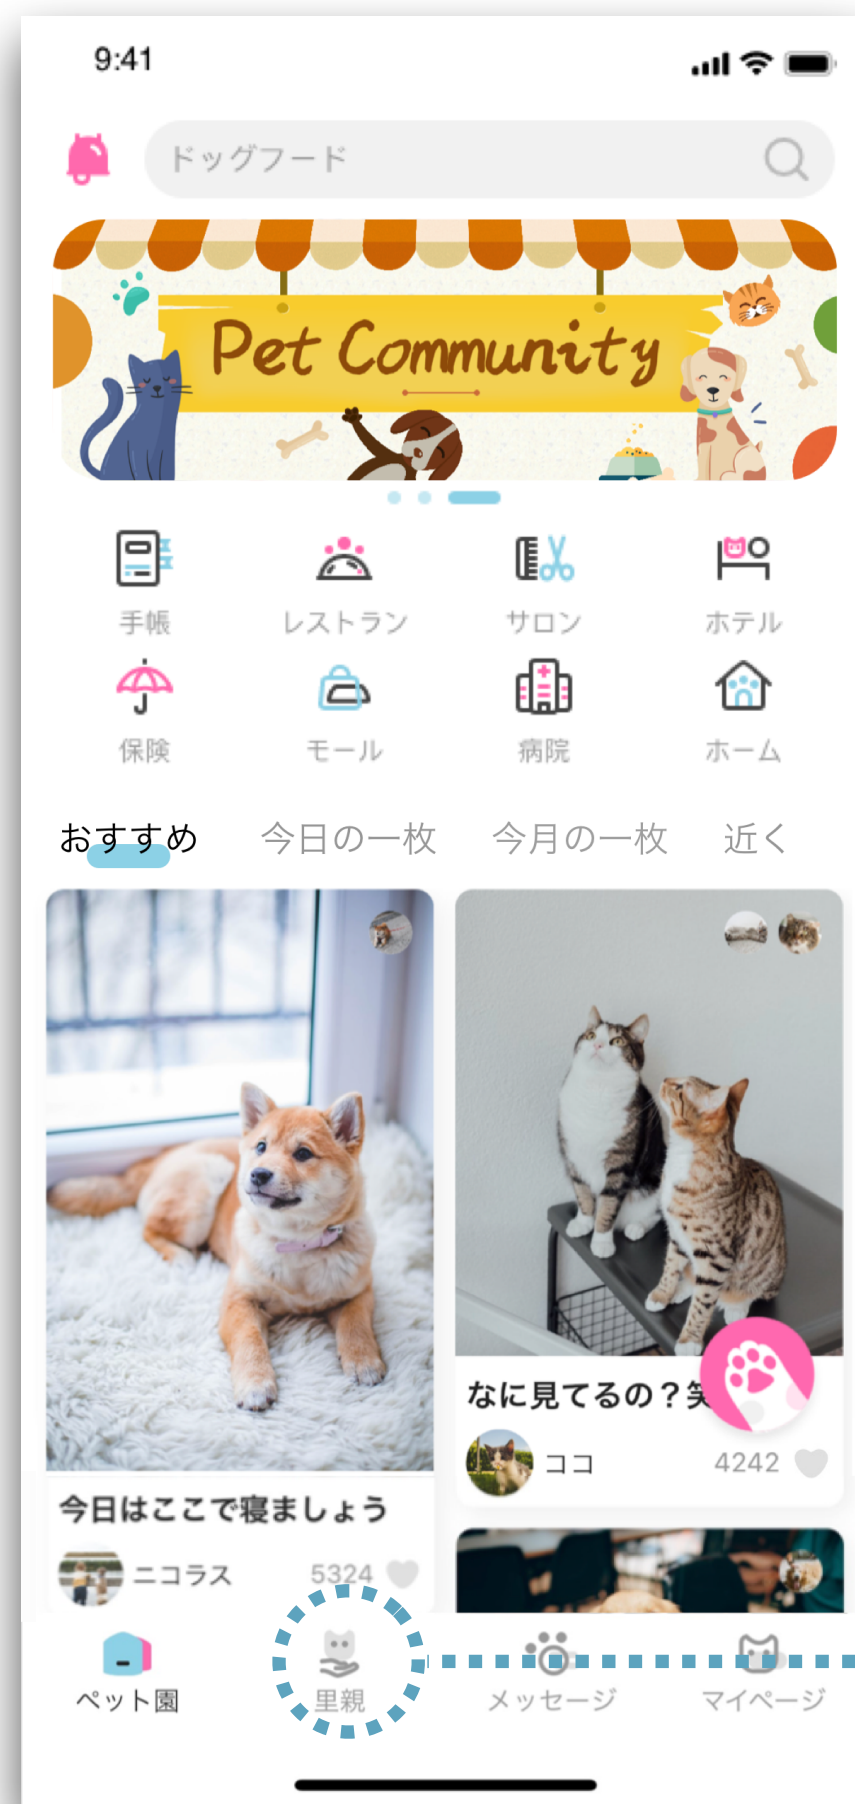 9:41
ドッグフード
Pet Community
手帳
レストラン
サロン
ホテル
保険
モール
病院
ホーム
おすすめ
今日の一枚
今月の一枚
近く
なに見てるの？笑
ココ
4242
今日はここで寝ましょう
ニコラス
5324
ペット園
里親
メッセージ
マイページ